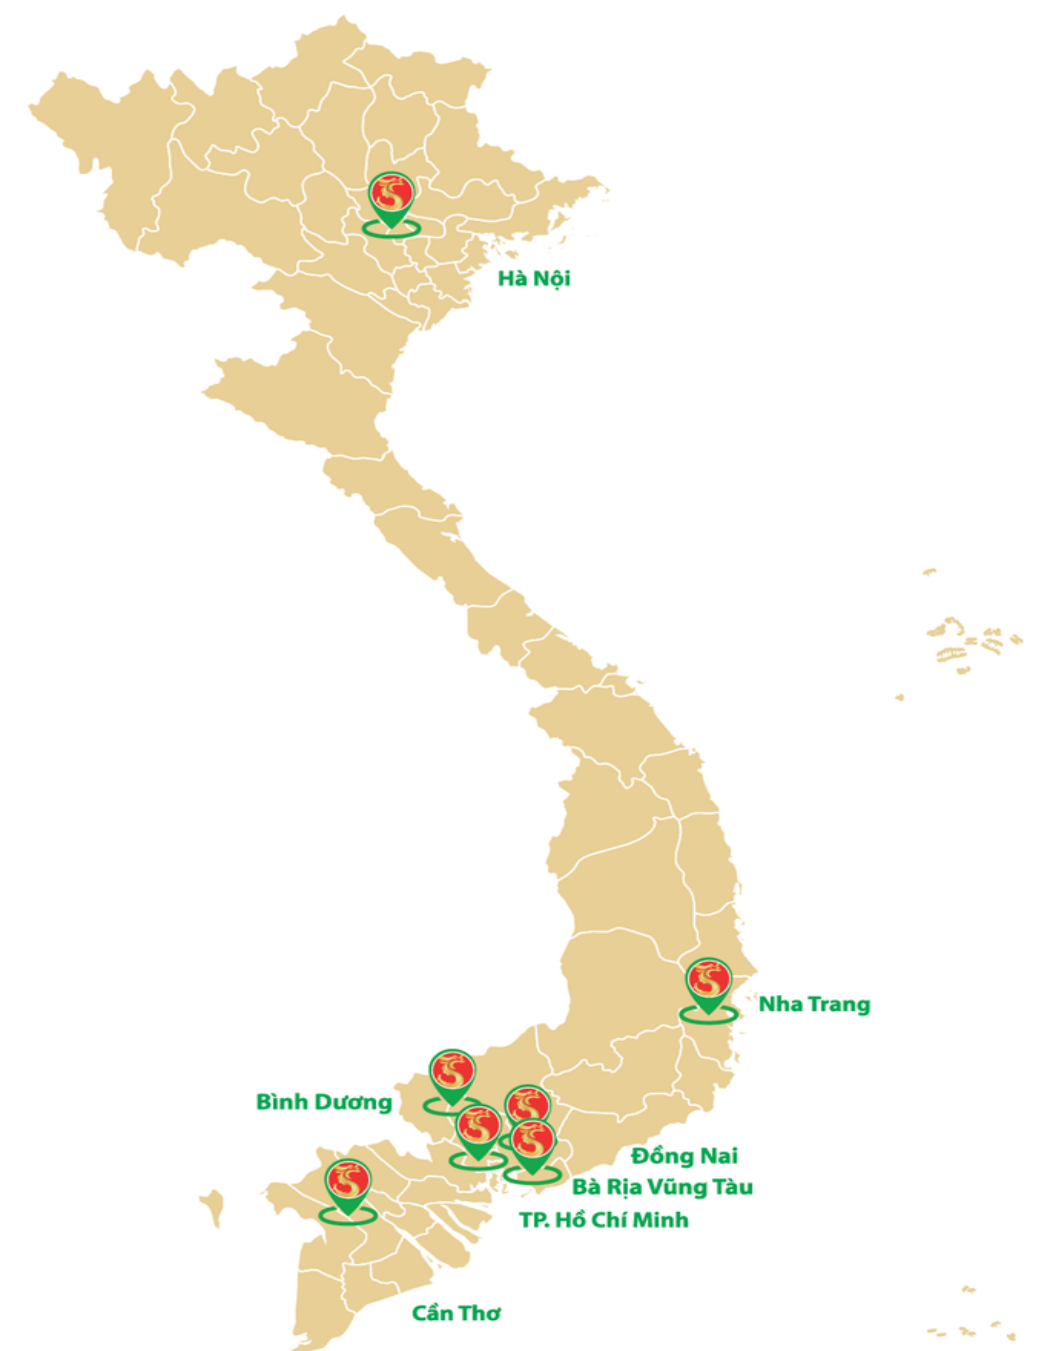 Hà Nội
Nha Trang
Bình Dương
Đồng Nai
Bà Rịa Vũng Tàu
TP. Hồ Chí Minh
Cần Thơ